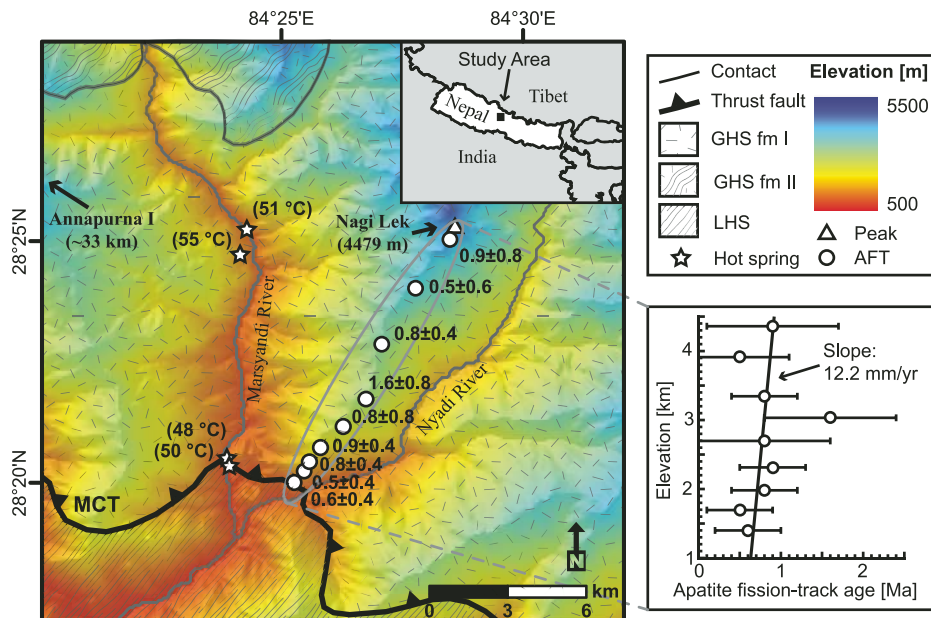 84°25'E
84°30'E
28°25'N
28°20'N
Study Area
Nepal
Tibet
India
Annapurna I
(~33 km)
(51 °C)
(55 °C)
Nagi Lek
(4479 m)
Marsyandi River
Nyadi River
(48 °C)
(50 °C)
MCT
0.9±0.8
0.5±0.6
0.8±0.4
1.6±0.8
0.8±0.8
0.9±0.4
0.8±0.4
0.5±0.4
0.6±0.4
N
km
0
3
6
Contact
Thrust fault
GHS fm I
GHS fm II
LHS
Hot spring
Elevation [m]
5500
500
Peak
AFT
Slope:
12.2 mm/yr
Elevation [km]
4
3
2
1
0
1
2
Apatite fission-track age [Ma]